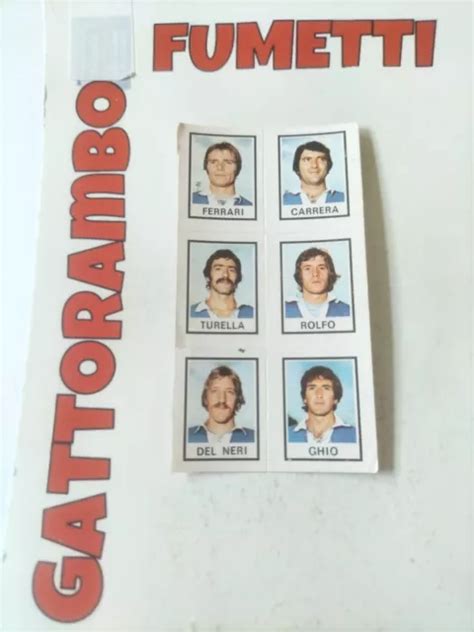 FUMETTI
GATTORAMBO
FERRARI
CARRERA
TURELLA
ROLFO
DEL NERI
GHIO